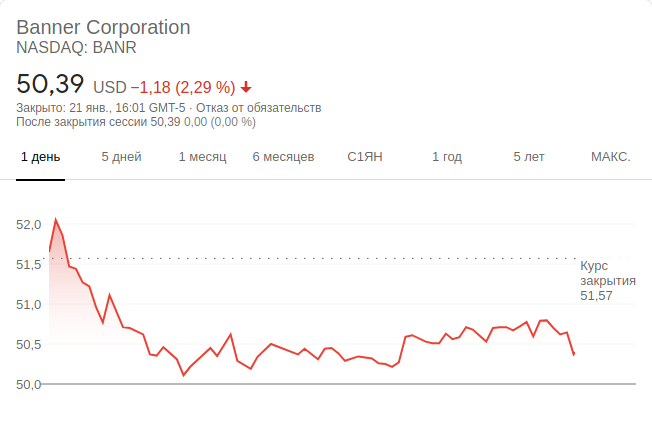 Banner Corporation
NASDAQ: BANR
50,39 USD −1,18 (2,29 %)
Закрыто: 21 янв., 16:01 GMT-5 · Отказ от обязательств
После закрытия сессии 50,39 0,00 (0,00 %)
1 день 5 дней 1 месяц 6 месяцев С1ЯН 1 год 5 лет МАКС.
52,0
51,5
51,0
50,5
50,0
Курс
закрытия
51,57